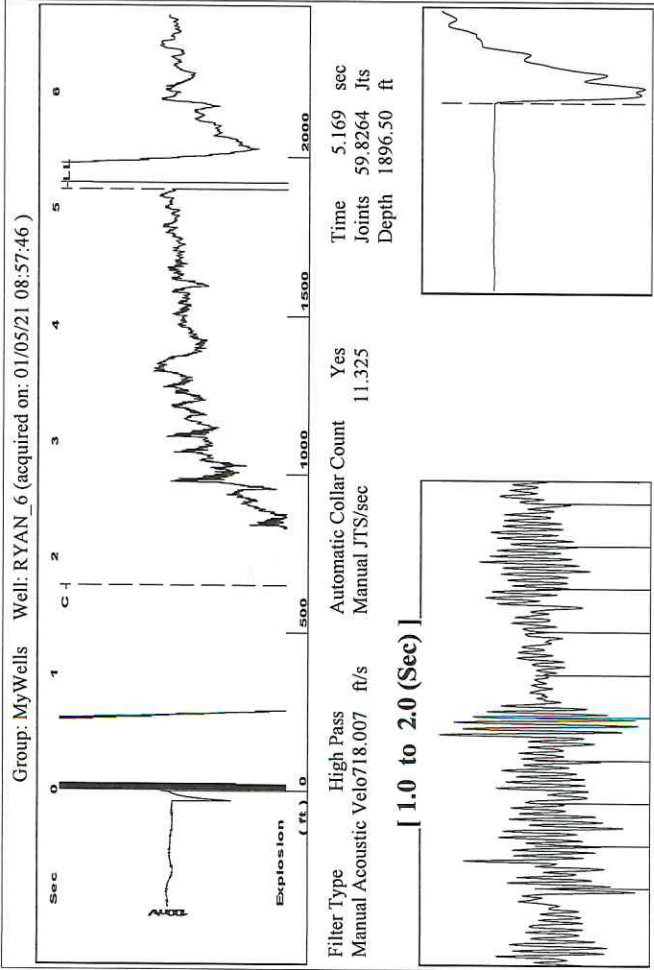 Group: MyWells Well: RYAN_6 (acquired on: 01/05/21 08:57:46 )
Sec 0 1 2 3 4 5 6
C LL
Explosion
( ft ) 0 500 1000 1500 2000
Filter Type High Pass Automatic Collar Count Yes Time 5.169 sec
Manual Acoustic Velo718.007 ft/s Manual JTS/sec 11.325 Joints 59.8264 Jts
Depth 1896.50 ft
[ 1.0 to 2.0 (Sec) ]